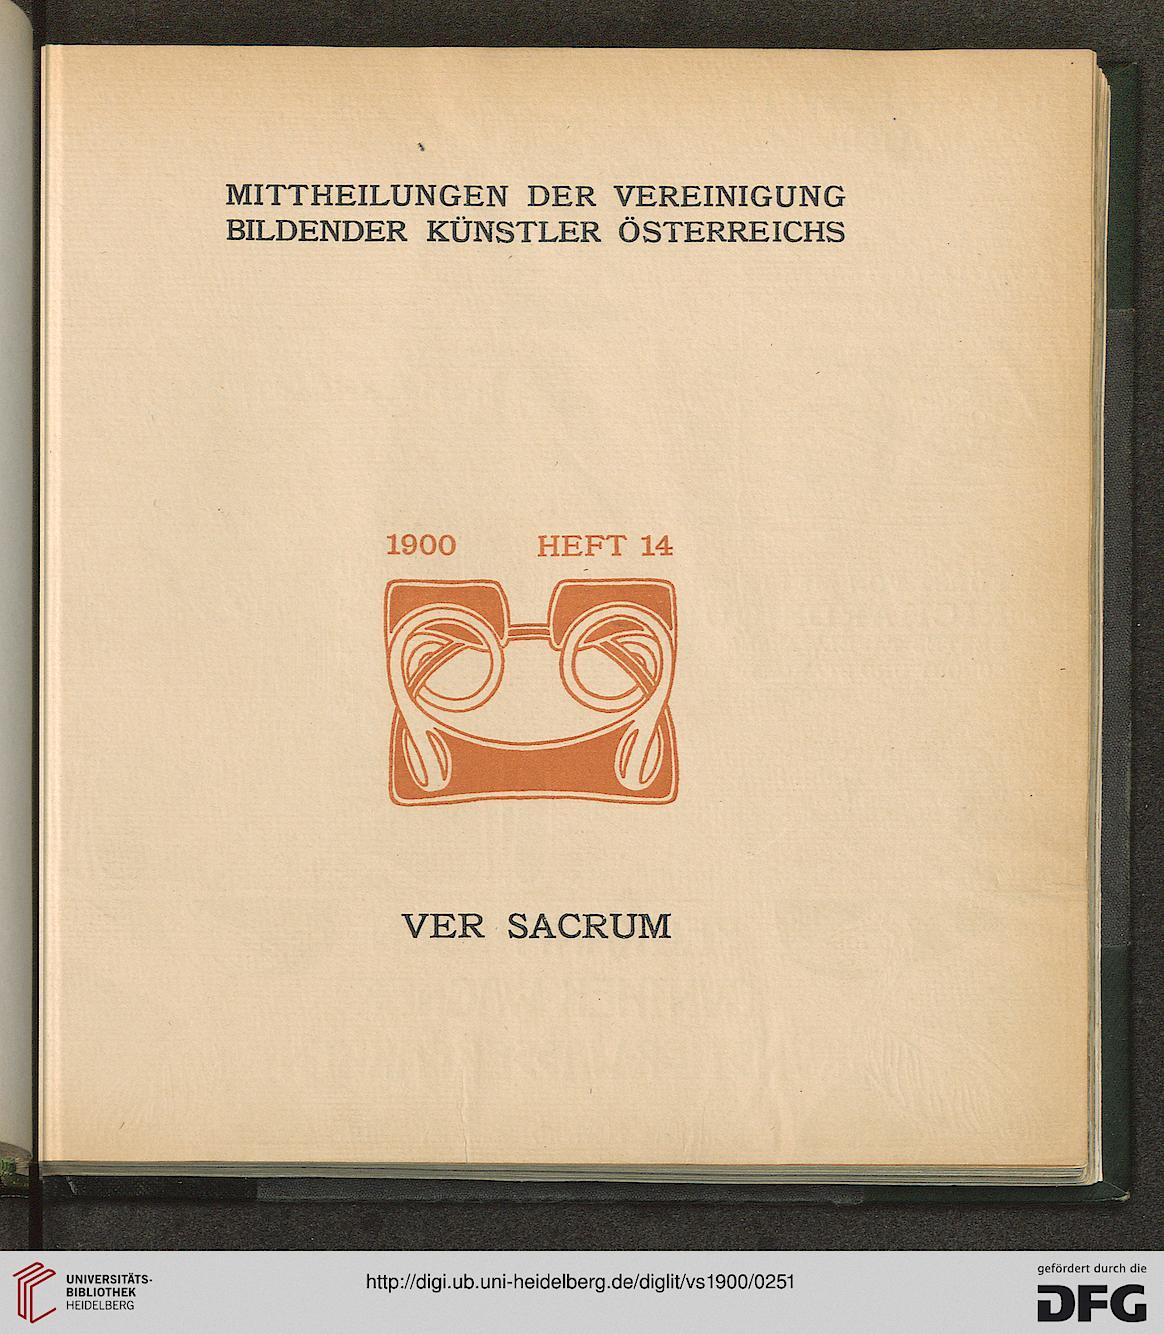 MITTHEILUNGEN DER VEREINIGUNG
BILDENDER KÜNSTLER ÖSTERREICHS
1900 HEFT 14
VER SACRUM
UNIVERSITÄTS-
BIBLIOTHEK
HEIDELBERG
http://digi.ub.uni-heidelberg.de/diglit/vs1900/0251
gefördert durch die
DFG